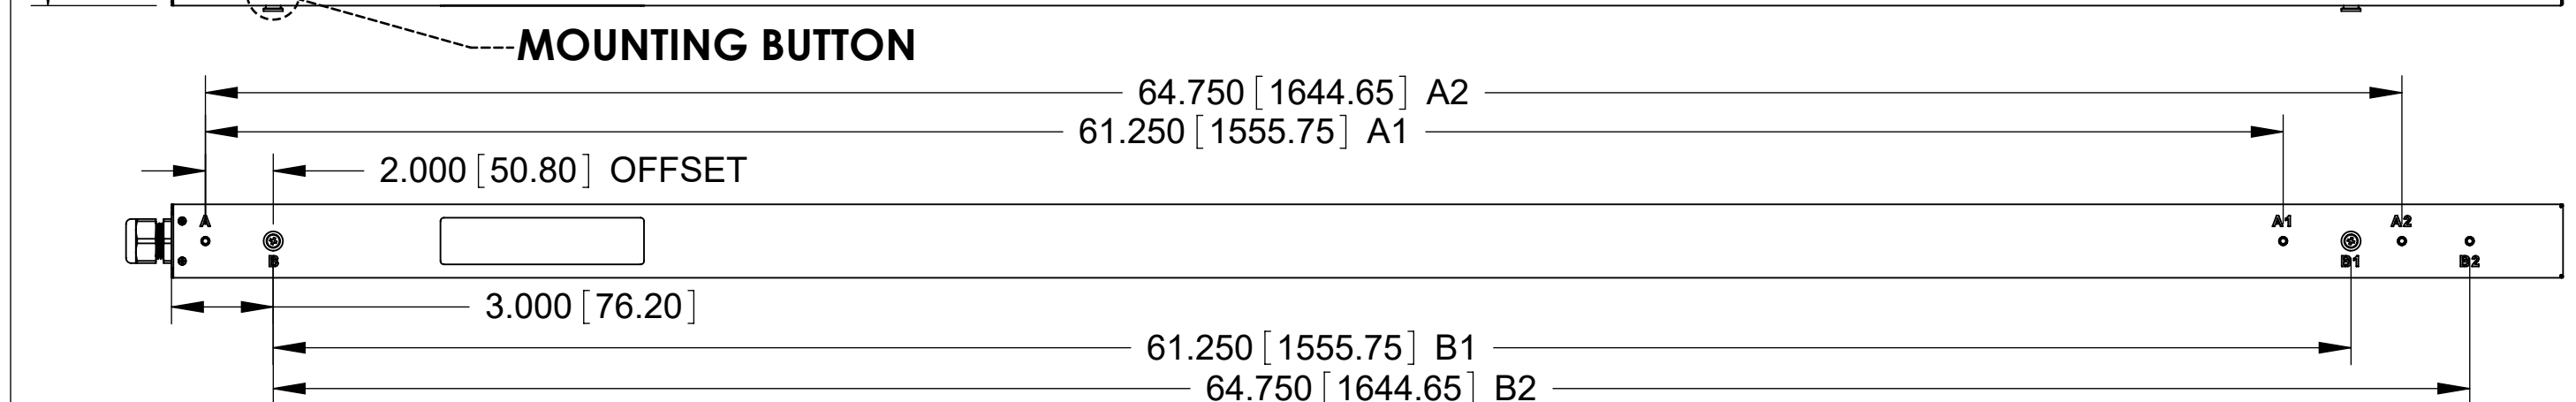 MOUNTING BUTTON
64.750 [1644.65] A2
61.250 [1555.75] A1
2.000 [50.80] OFFSET
A A1 A2
B B1 B2
3.000 [76.20]
61.250 [1555.75] B1
64.750 [1644.65] B2